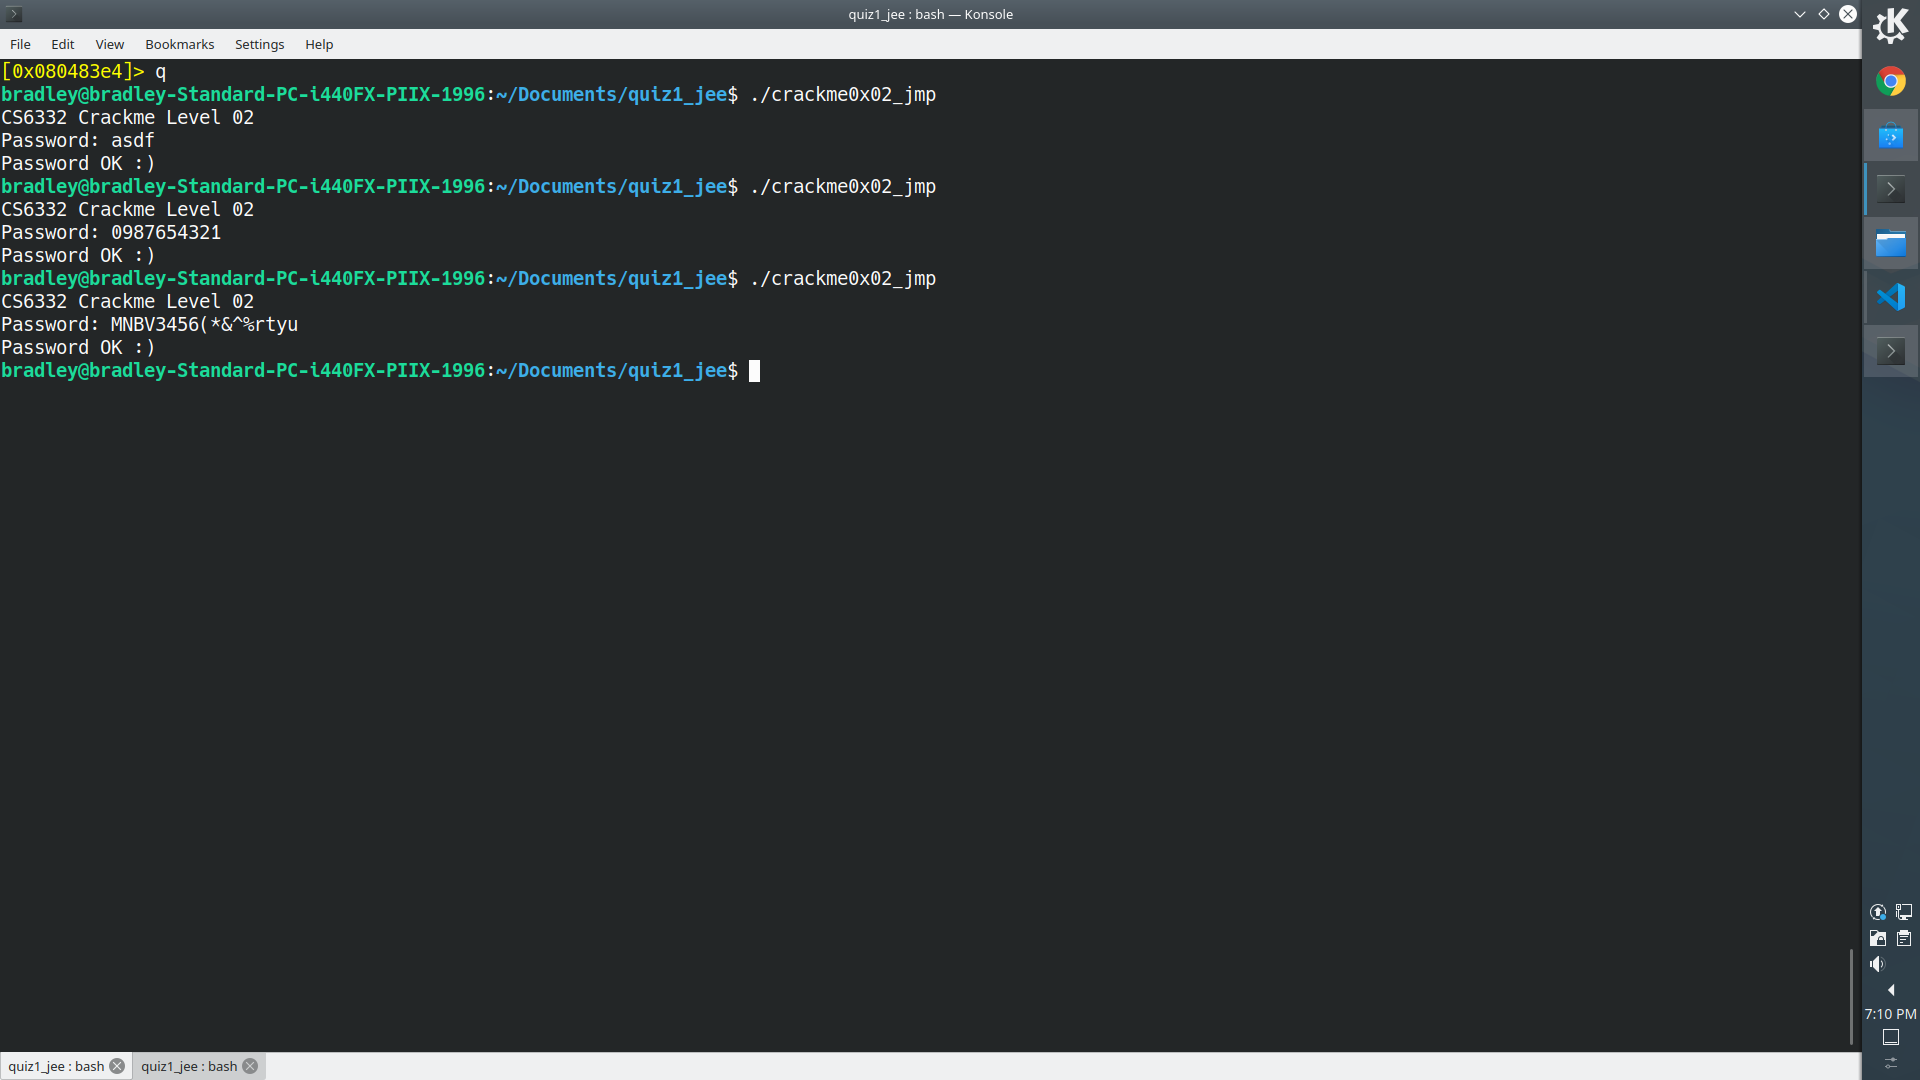 quiz1_jee : bash — Konsole
File Edit View Bookmarks Settings Help
[0x080483e4]> q
bradley@bradley-Standard-PC-i440FX-PIIX-1996:~/Documents/quiz1_jee$ ./crackme0x02_jmp
CS6332 Crackme Level 02
Password: asdf
Password OK :)
bradley@bradley-Standard-PC-i440FX-PIIX-1996:~/Documents/quiz1_jee$ ./crackme0x02_jmp
CS6332 Crackme Level 02
Password: 0987654321
Password OK :)
bradley@bradley-Standard-PC-i440FX-PIIX-1996:~/Documents/quiz1_jee$ ./crackme0x02_jmp
CS6332 Crackme Level 02
Password: MNBV3456(*&^%rtyu
Password OK :)
bradley@bradley-Standard-PC-i440FX-PIIX-1996:~/Documents/quiz1_jee$
7:10 PM
quiz1_jee : bash quiz1_jee : bash